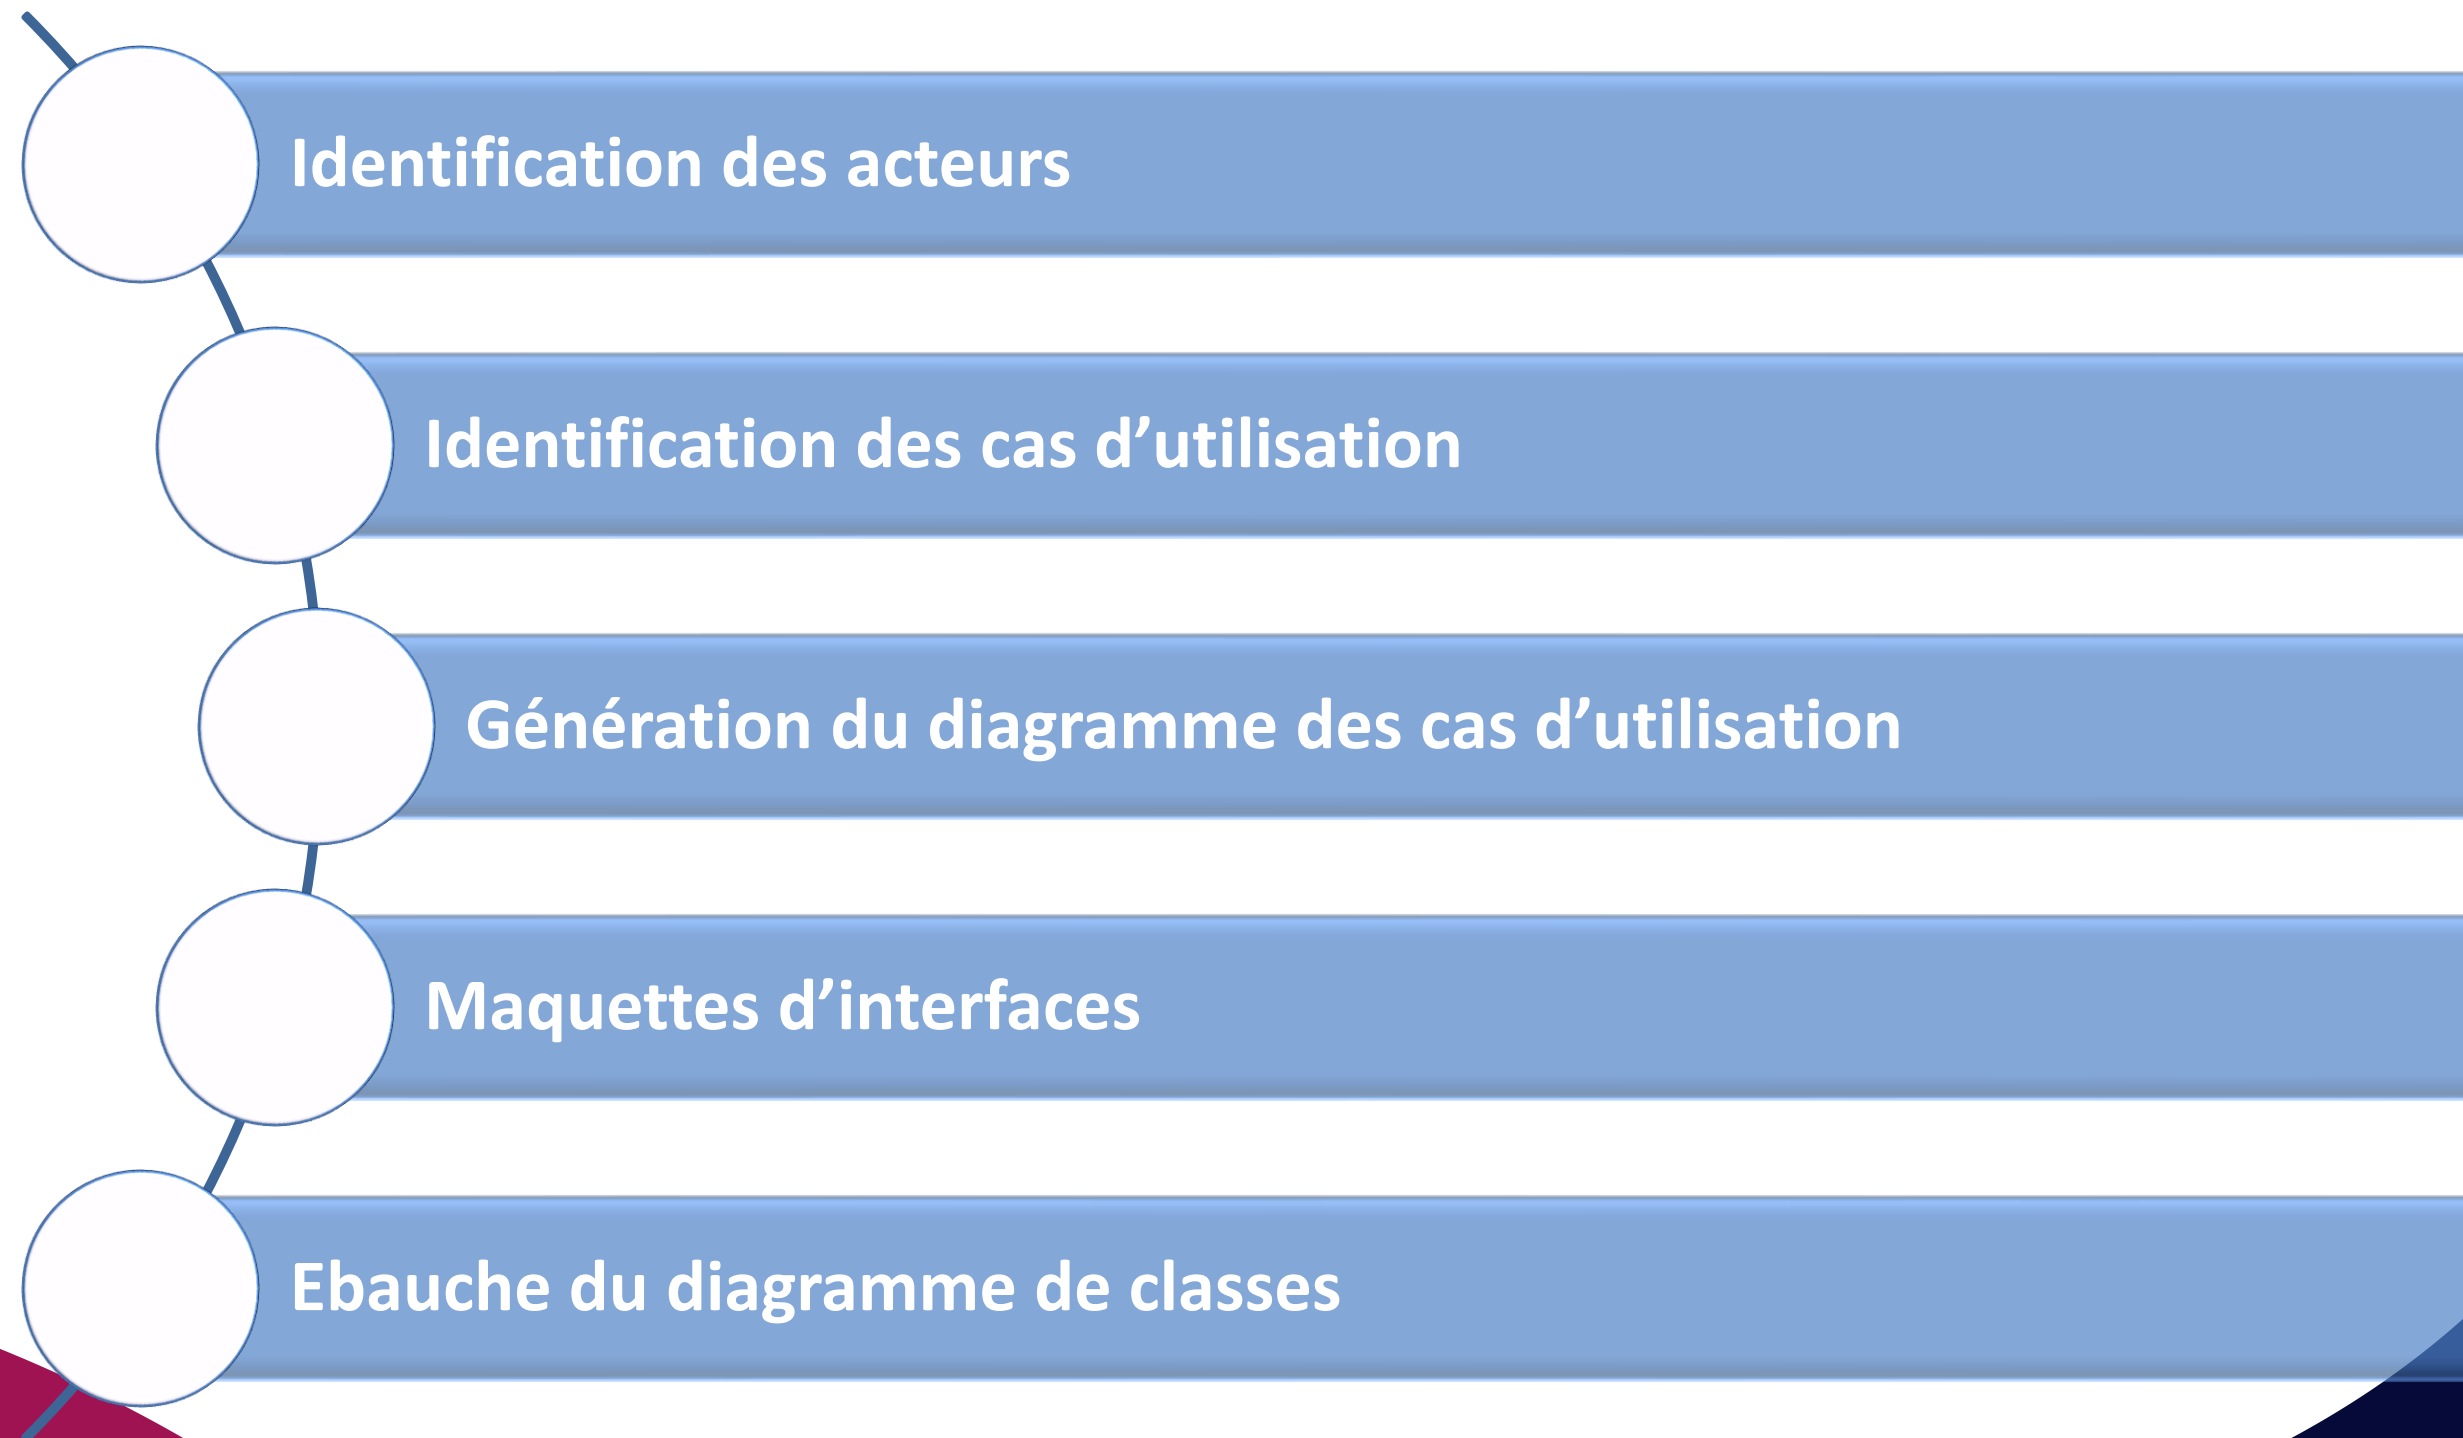 Identification des acteurs
Identification des cas d’utilisation
Génération du diagramme des cas d’utilisation
Maquettes d’interfaces
Ebauche du diagramme de classes